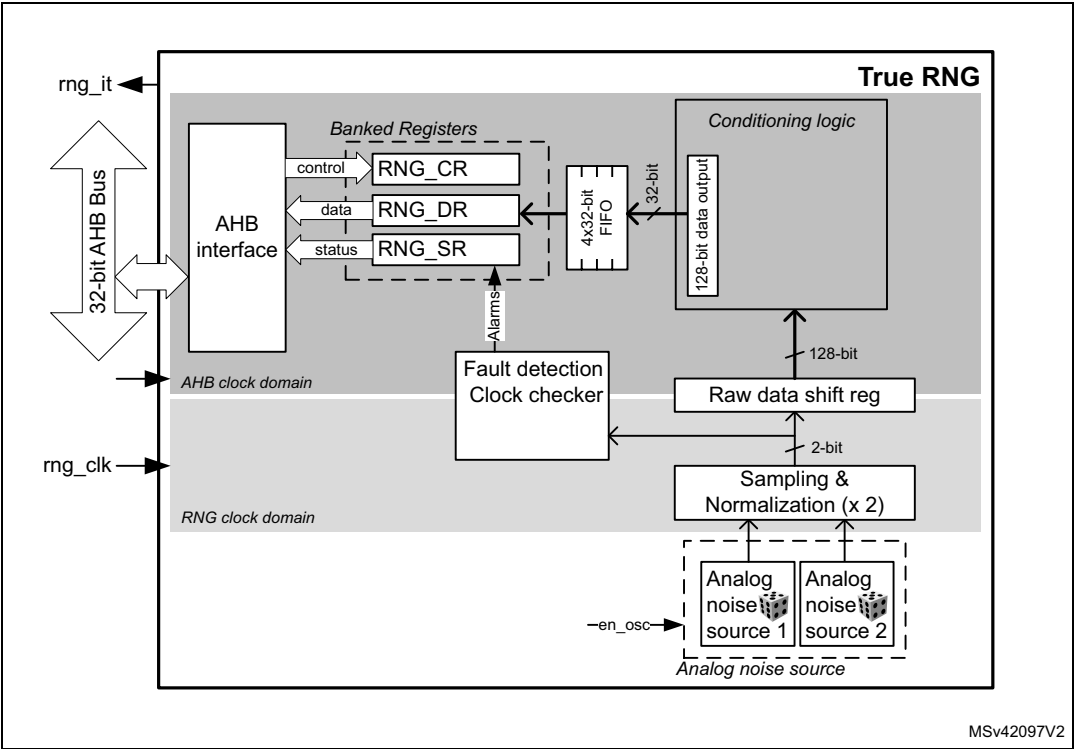 True RNG
rng_it
Banked Registers
Conditioning logic
control
RNG_CR
data
RNG_DR
status
RNG_SR
AHB
interface
32-bit AHB Bus
4x32-bit
FIFO
32-bit
128-bit data output
Alarms
Fault detection
Clock checker
128-bit
AHB clock domain
Raw data shift reg
rng_clk
2-bit
Sampling &
Normalization (x 2)
RNG clock domain
Analog
noise
source 1
Analog
noise
source 2
en_osc
Analog noise source
MSv42097V2